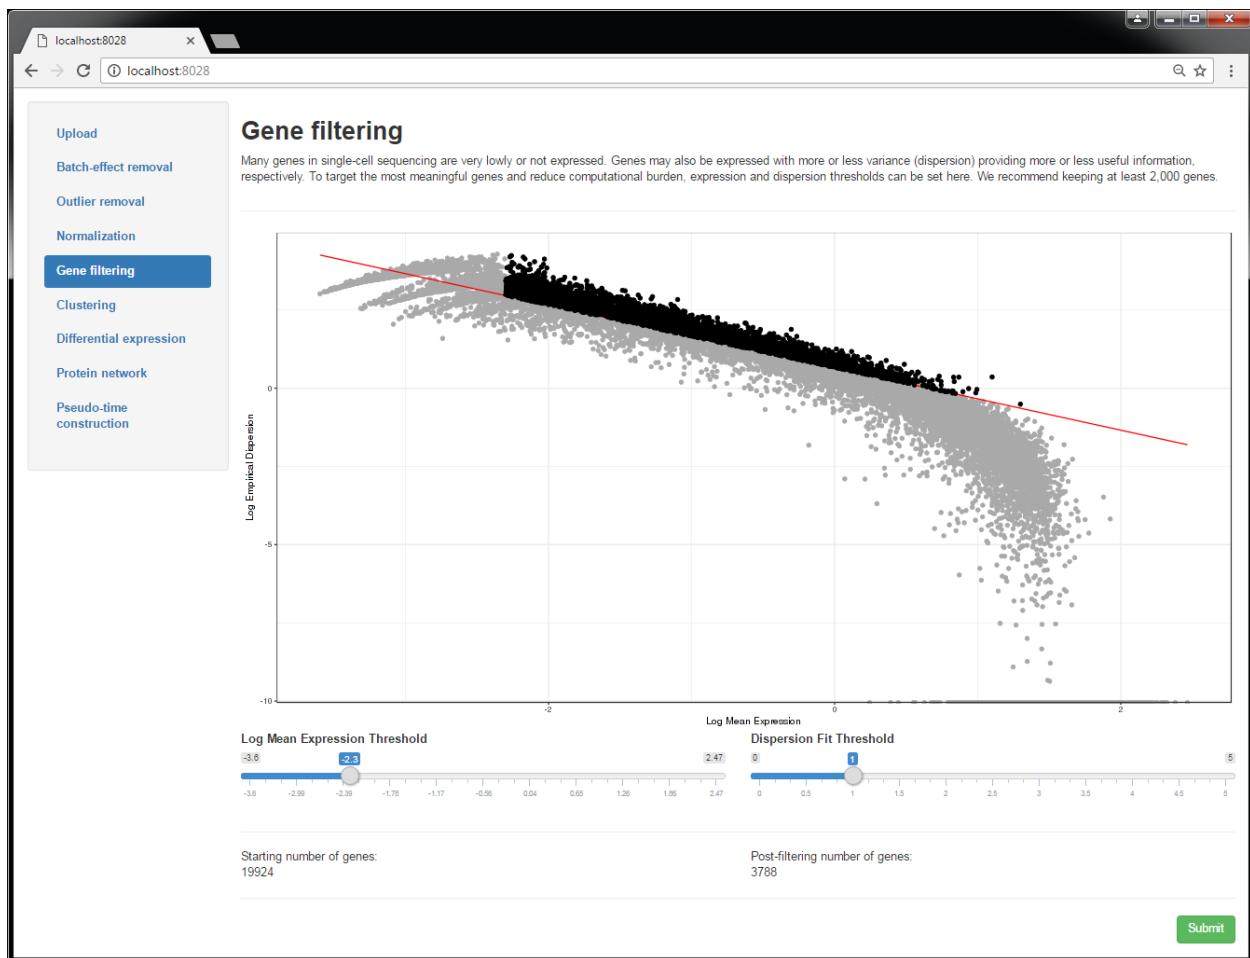 localhost:8028
localhost:8028
Upload
Batch-effect removal
Outlier removal
Normalization
Gene filtering
Clustering
Differential expression
Protein network
Pseudo-time
construction
Gene filtering
Many genes in single-cell sequencing are very lowly or not expressed. Genes may also be expressed with more or less variance (dispersion) providing more or less useful information,
respectively. To target the most meaningful genes and reduce computational burden, expression and dispersion thresholds can be set here. We recommend keeping at least 2,000 genes.
Log Empirical Dispersion
0
-5
-10
-2 0 2
Log Mean Expression
Log Mean Expression Threshold
-3.6 -2.3 2.47
-3.6 -2.99 -2.39 -1.78 -1.17 -0.56 0.04 0.65 1.26 1.86 2.47
Dispersion Fit Threshold
0 1 5
0 0.5 1 1.5 2 2.5 3 3.5 4 4.5 5
Starting number of genes:
19924
Post-filtering number of genes:
3788
Submit